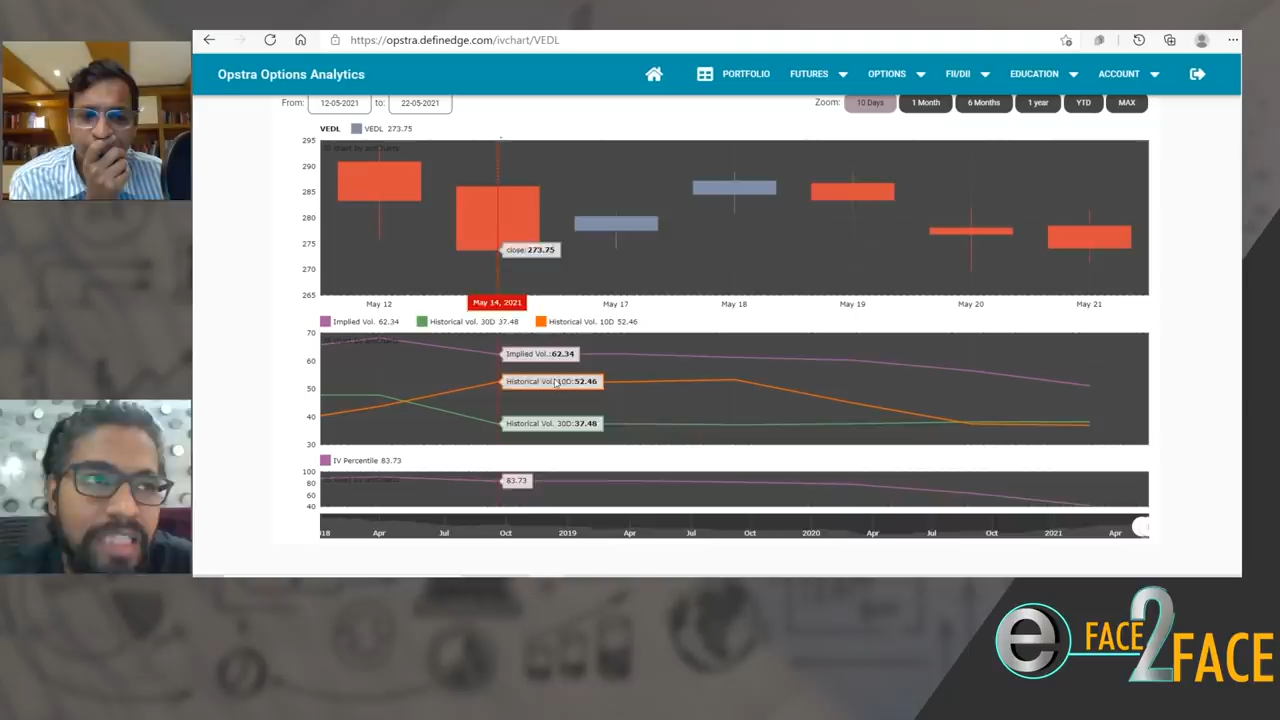 https://opstra.definedge.com/ivchart/VEDL
Opstra Options Analytics
PORTFOLIO FUTURES OPTIONS FII/DII EDUCATION ACCOUNT
From: 12-05-2021 to: 22-05-2021 Zoom: 10 Days 1 Month 6 Months 1 year YTD MAX
VEDL VEDL 273.75
295
290
285
280
275
270
265
close:273.75
May 12 May 14, 2021 May 17 May 18 May 19 May 20 May 21
Implied Vol. 62.34 Historical vol. 30D 37.48 Historical Vol. 10D 52.46
70
60
50
40
30
Implied Vol.:62.34
Historical Vol. 10D:52.46
Historical Vol. 30D:37.48
IV Percentile 83.73
100
80
60
40
83.73
18 Apr Jul Oct 2019 Apr Jul Oct 2020 Apr Jul Oct 2021 Apr
e FACE 2 FACE